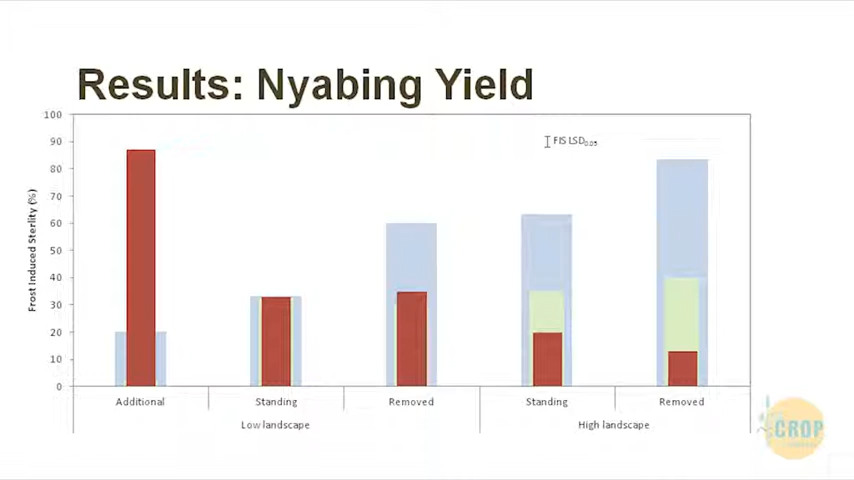 Results: Nyabing Yield
100
90
80
70
60
50
40
30
20
10
0
Frost Induced Sterlity (%)
FIS LSD0.05
Additional
Standing
Removed
Standing
Removed
Low landscape
High landscape
CROP